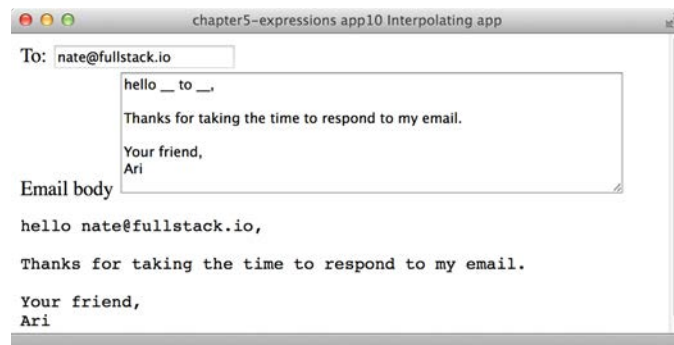 chapter5-expressions app10 Interpolating app
To: nate@fullstack.io
hello __ to __,
Thanks for taking the time to respond to my email.
Your friend,
Ari
Email body
hello nate@fullstack.io,
Thanks for taking the time to respond to my email.
Your friend,
Ari